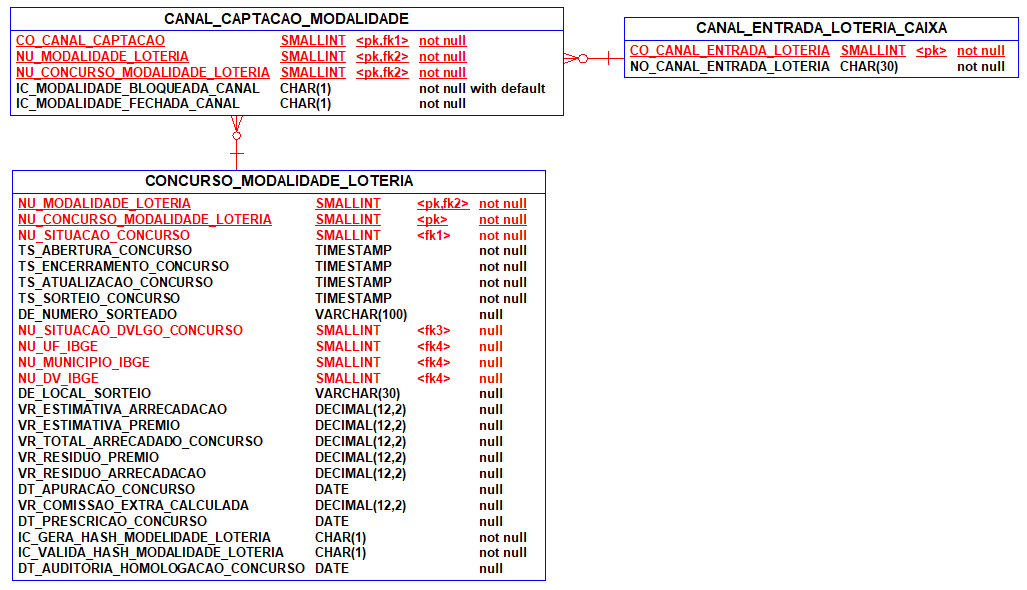 CANAL_CAPTACAO_MODALIDADE
CO_CANAL_CAPTACAO SMALLINT <pk,fk1> not null
NU_MODALIDADE_LOTERIA SMALLINT <pk,fk2> not null
NU_CONCURSO_MODALIDADE_LOTERIA SMALLINT <pk,fk2> not null
IC_MODALIDADE_BLOQUEADA_CANAL CHAR(1) not null with default
IC_MODALIDADE_FECHADA_CANAL CHAR(1) not null
CANAL_ENTRADA_LOTERIA_CAIXA
CO_CANAL_ENTRADA_LOTERIA SMALLINT <pk> not null
NO_CANAL_ENTRADA_LOTERIA CHAR(30) not null
CONCURSO_MODALIDADE_LOTERIA
NU_MODALIDADE_LOTERIA SMALLINT <pk,fk2> not null
NU_CONCURSO_MODALIDADE_LOTERIA SMALLINT <pk> not null
NU_SITUACAO_CONCURSO SMALLINT <fk1> not null
TS_ABERTURA_CONCURSO TIMESTAMP not null
TS_ENCERRAMENTO_CONCURSO TIMESTAMP not null
TS_ATUALIZACAO_CONCURSO TIMESTAMP not null
TS_SORTEIO_CONCURSO TIMESTAMP not null
DE_NUMERO_SORTEADO VARCHAR(100) null
NU_SITUACAO_DVLGO_CONCURSO SMALLINT <fk3> null
NU_UF_IBGE SMALLINT <fk4> null
NU_MUNICIPIO_IBGE SMALLINT <fk4> null
NU_DV_IBGE SMALLINT <fk4> null
DE_LOCAL_SORTEIO VARCHAR(30) null
VR_ESTIMATIVA_ARRECADACAO DECIMAL(12,2) null
VR_ESTIMATIVA_PREMIO DECIMAL(12,2) null
VR_TOTAL_ARRECADADO_CONCURSO DECIMAL(12,2) null
VR_RESIDUO_PREMIO DECIMAL(12,2) null
VR_RESIDUO_ARRECADACAO DECIMAL(12,2) null
DT_APURACAO_CONCURSO DATE null
VR_COMISSAO_EXTRA_CALCULADA DECIMAL(12,2) null
DT_PRESCRICAO_CONCURSO DATE null
IC_GERA_HASH_MODELIDADE_LOTERIA CHAR(1) not null
IC_VALIDA_HASH_MODALIDADE_LOTERIA CHAR(1) not null
DT_AUDITORIA_HOMOLOGACAO_CONCURSO DATE null